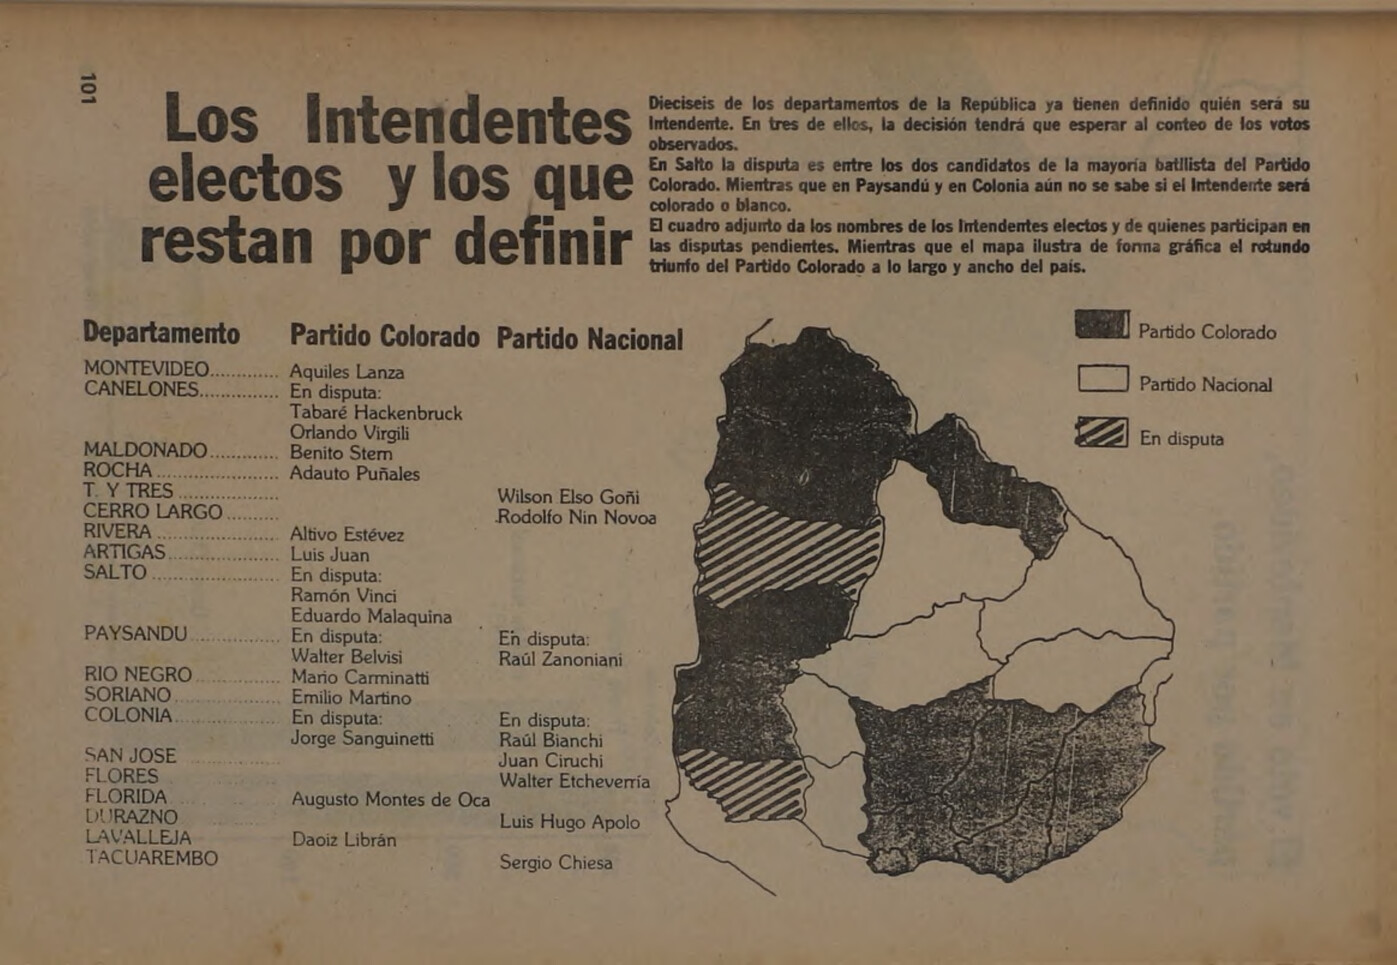 101
Los Intendentes
electos y los que
restan por definir
Dieciseis de los departamentos de la República ya tienen definido quién será su
Intendente. En tres de ellos, la decisión tendrá que esperar al conteo de los votos
observados.
En Salto la disputa es entre los dos candidatos de la mayoría batllista del Partido
Colorado. Mientras que en Paysandú y en Colonia aún no se sabe si el Intendente será
colorado o blanco.
El cuadro adjunto da los nombres de los Intendentes electos y de quienes participan en
las disputas pendientes. Mientras que el mapa ilustra de forma gráfica el rotundo
triunfo del Partido Colorado a lo largo y ancho del país.
Departamento Partido Colorado Partido Nacional
MONTEVIDEO............. Aquiles Lanza
CANELONES............... En disputa:
Tabaré Hackenbruck
Orlando Virgili
MALDONADO............. Benito Stern
ROCHA....................... Adauto Puñales
T. Y TRES................... Wilson Elso Goñi
CERRO LARGO.......... Rodolfo Nin Novoa
RIVERA....................... Altivo Estévez
ARTIGAS..................... Luis Juan
SALTO........................ En disputa:
Ramón Vinci
Eduardo Malaquina
PAYSANDU................. En disputa: En disputa:
Walter Belvisi Raúl Zanoniani
RIO NEGRO................ Mario Carminatti
SORIANO.................... Emilio Martino
COLONIA.................... En disputa: En disputa:
Jorge Sanguinetti Raúl Bianchi
SAN JOSE................... Juan Ciruchi
FLORES Walter Etcheverría
FLORIDA Augusto Montes de Oca
DURAZNO Luis Hugo Apolo
LAVALLEJA Daoiz Librán
TACUAREMBO Sergio Chiesa
Partido Colorado
Partido Nacional
En disputa